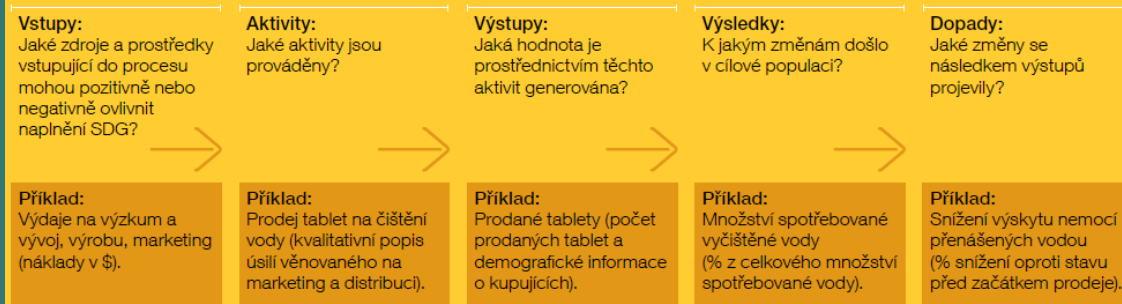 Vstupy:
Jaké zdroje a prostředky
vstupující do procesu
mohou pozitivně nebo
negativně ovlivnit
naplnění SDG?
Aktivity:
Jaké aktivity jsou
prováděny?
Výstupy:
Jaká hodnota je
prostřednictvím těchto
aktivit generována?
Výsledky:
K jakým změnám došlo
v cílové populaci?
Dopady:
Jaké změny se
následkem výstupů
projevily?
Příklad:
Výdaje na výzkum a
vývoj, výrobu, marketing
(náklady v $).
Příklad:
Prodej tablet na čištění
vody (kvalitativní popis
úsilí věnovaného na
marketing a distribuci).
Příklad:
Prodané tablety (počet
prodaných tablet a
demografické informace
o kupujících).
Příklad:
Množství spotřebované
vyčištěné vody
(% z celkového množství
spotřebované vody).
Příklad:
Snížení výskytu nemocí
přenášených vodou
(% snížení oproti stavu
před začátkem prodeje).